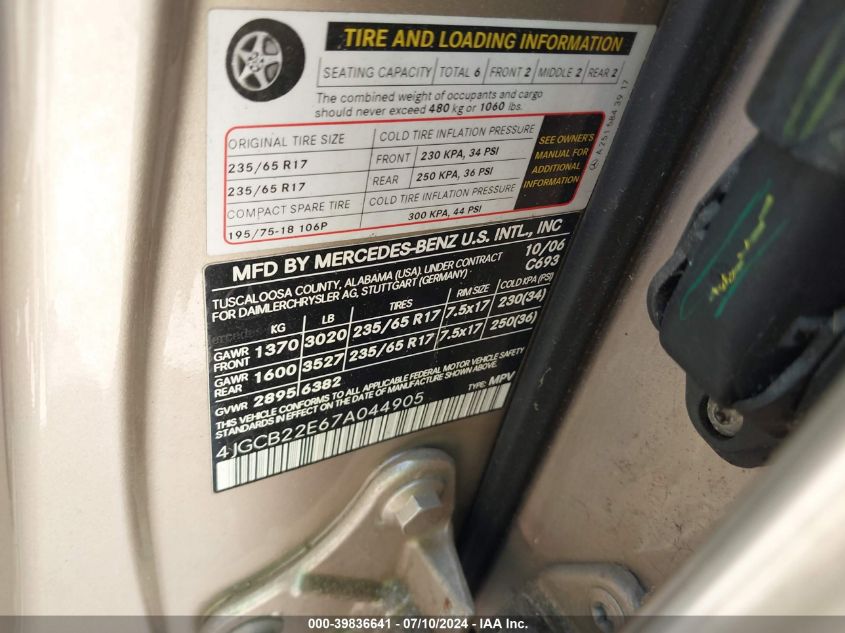 TIRE AND LOADING INFORMATION
SEATING CAPACITY TOTAL 6 FRONT 2 MIDDLE 2 REAR 2
The combined weight of occupants and cargo
should never exceed 480 kg or 1060 lbs.
ORIGINAL TIRE SIZE COLD TIRE INFLATION PRESSURE
235/65 R17 FRONT 230 KPA, 34 PSI
235/65 R17 REAR 250 KPA, 36 PSI
COMPACT SPARE TIRE COLD TIRE INFLATION PRESSURE
195/75-18 106P 300 KPA, 44 PSI
SEE OWNER'S
MANUAL FOR
ADDITIONAL
INFORMATION
A 251 584 39 17
MFD BY MERCEDES-BENZ U.S. INTL., INC
TUSCALOOSA COUNTY, ALABAMA (USA), UNDER CONTRACT 10/06
FOR DAIMLERCHRYSLER AG, STUTTGART (GERMANY) C693
KG LB TIRES RIM SIZE COLD KPA (PSI)
GAWR FRONT 1370 3020 235/65 R17 7.5x17 230(34)
GAWR REAR 1600 3527 235/65 R17 7.5x17 250(36)
GVWR 2895 6382
THIS VEHICLE CONFORMS TO ALL APPLICABLE FEDERAL MOTOR VEHICLE SAFETY
STANDARDS IN EFFECT ON THE DATE OF MANUFACTURE SHOWN ABOVE.
4JGCB22E67A044905 TYPE: MPV
000-39836641 - 07/10/2024 - IAA Inc.